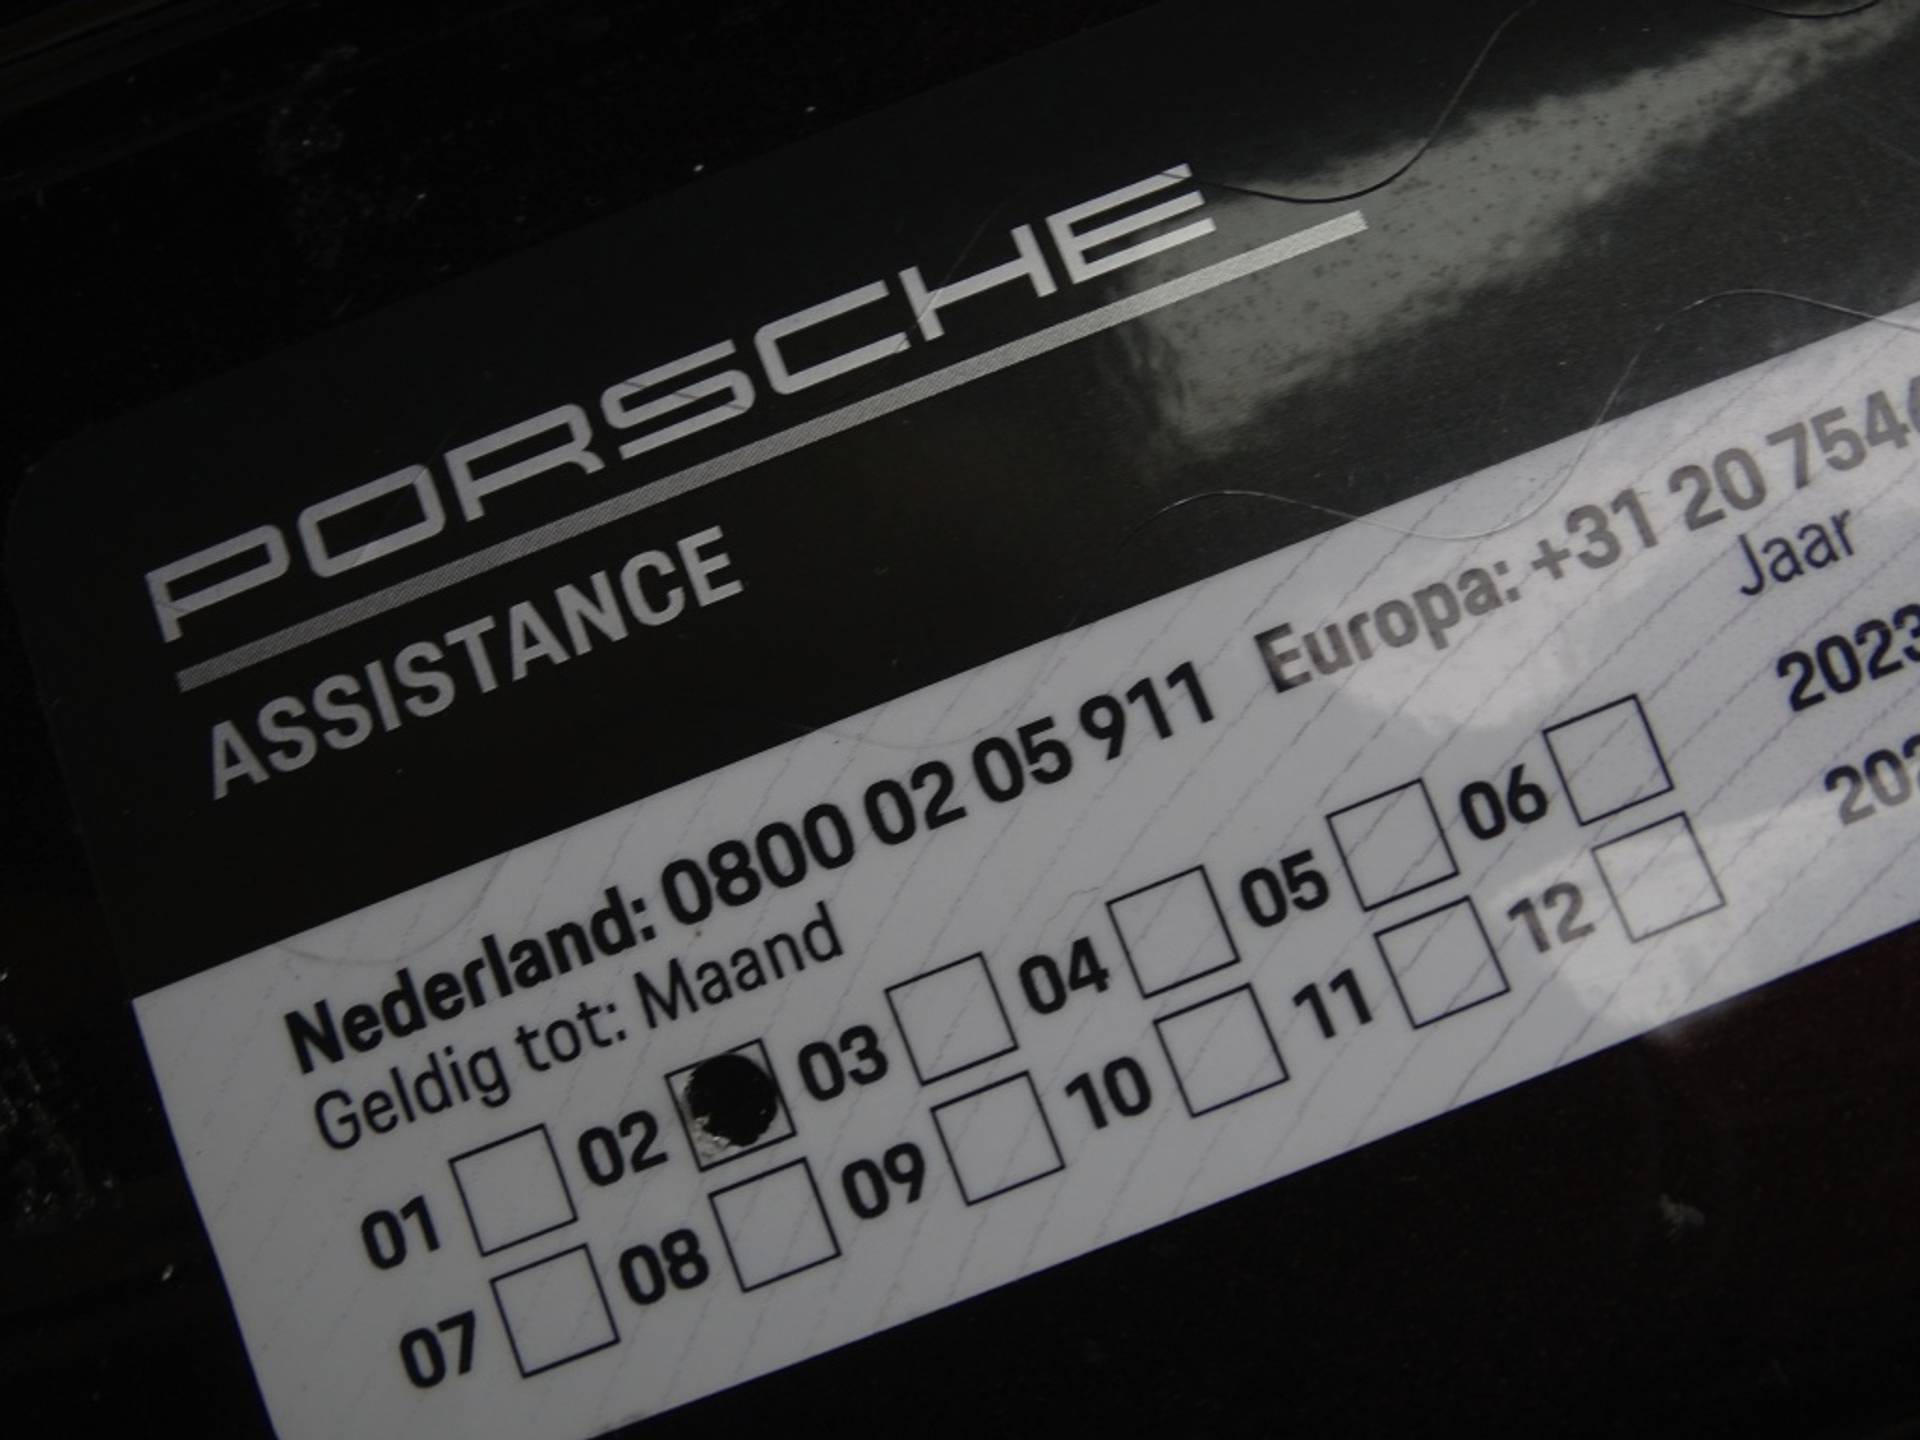 PORSCHE
ASSISTANCE
Nederland: 0800 02 05 911 Europa: +31 20 754
Geldig tot: Maand Jaar
01 02 03 04 05 06 2023
07 08 09 10 11 12